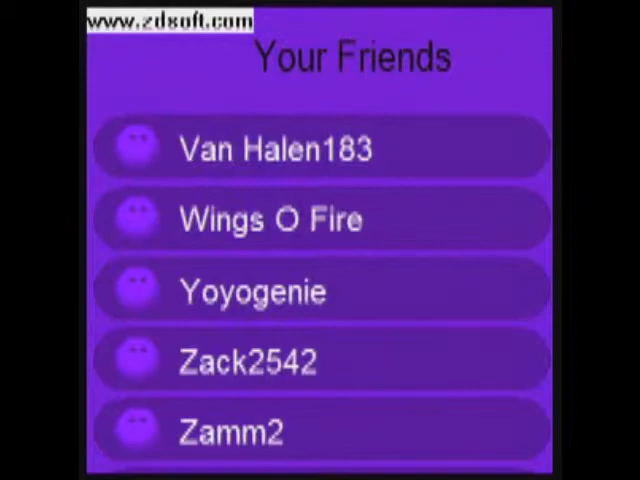 www.zdsoft.com
Your Friends
Van Halen183
Wings O Fire
Yoyogenie
Zack2542
Zamm2